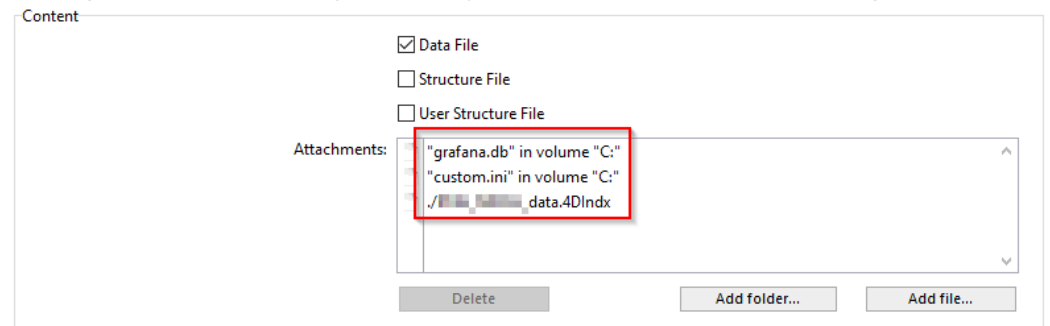 Content
Data File
Structure File
User Structure File
Attachments:
"grafana.db" in volume "C:"
"custom.ini" in volume "C:"
./ _data.4DIndx
Delete
Add folder...
Add file...